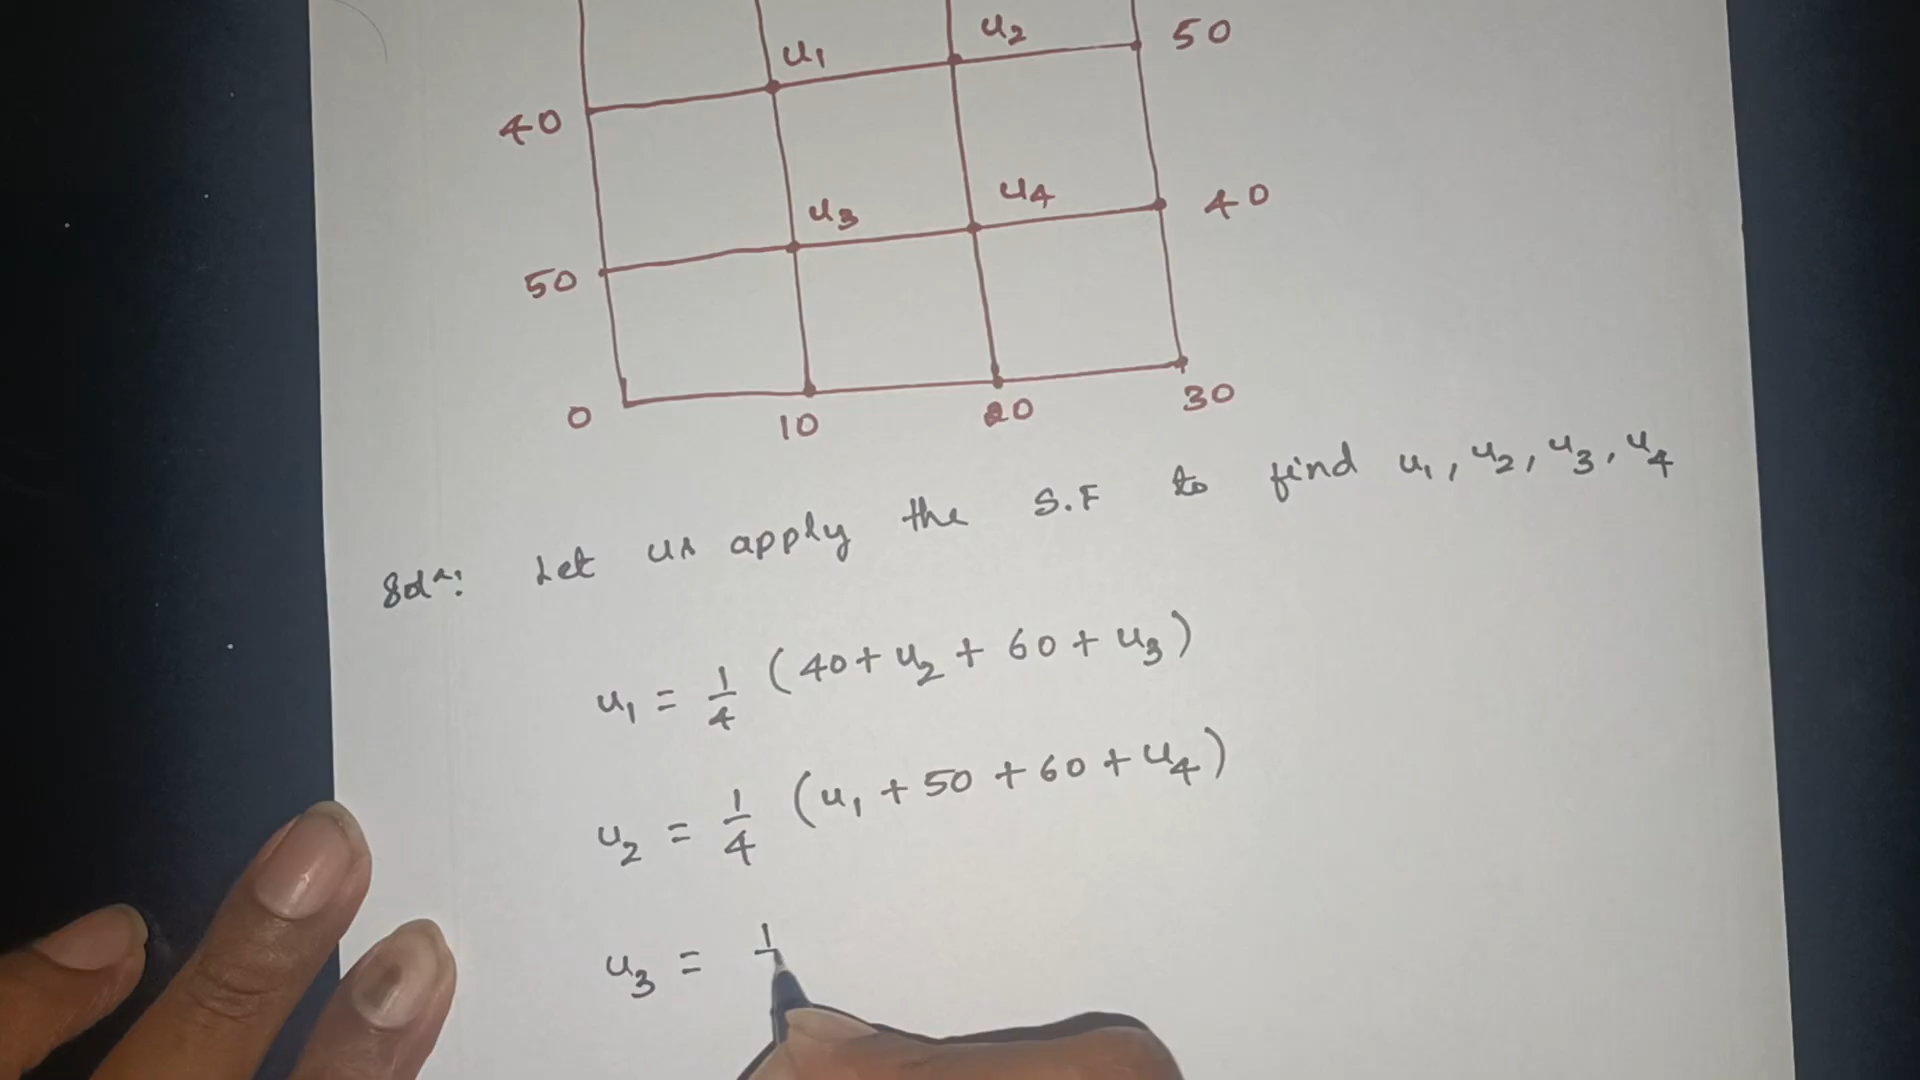 u₁ u₂ 50
40
u₃ u₄ 40
50
0 10 20 30
Sol^n: Let us apply the S.F to find u₁, u₂, u₃, u₄
u₁ = 1/4 (40 + u₂ + 60 + u₃)
u₂ = 1/4 (u₁ + 50 + 60 + u₄)
u₃ = 1